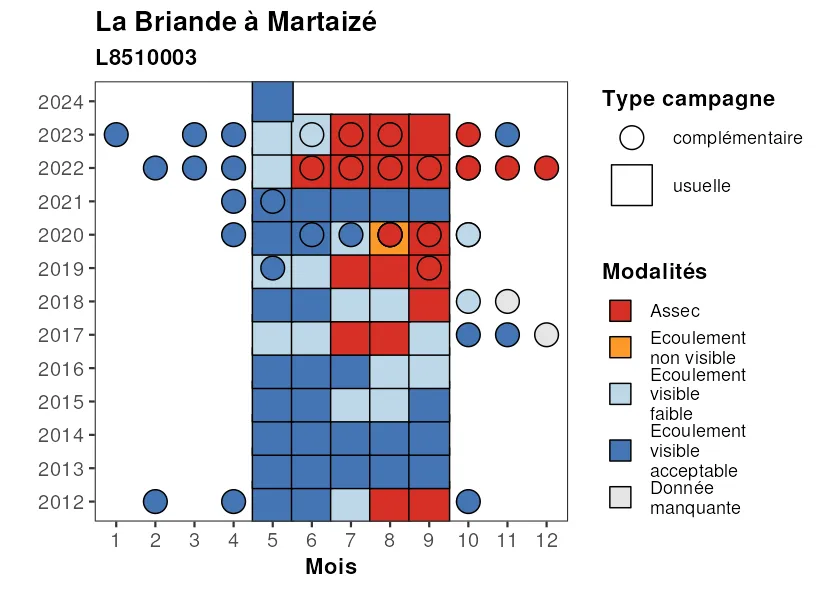 La Briande à Martaizé
L8510003
2024
2023
2022
2021
2020
2019
2018
2017
2016
2015
2014
2013
2012
1 2 3 4 5 6 7 8 9 10 11 12
Mois
Type campagne
complémentaire
usuelle
Modalités
Assec
Ecoulement
non visible
Ecoulement
visible
faible
Ecoulement
visible
acceptable
Donnée
manquante